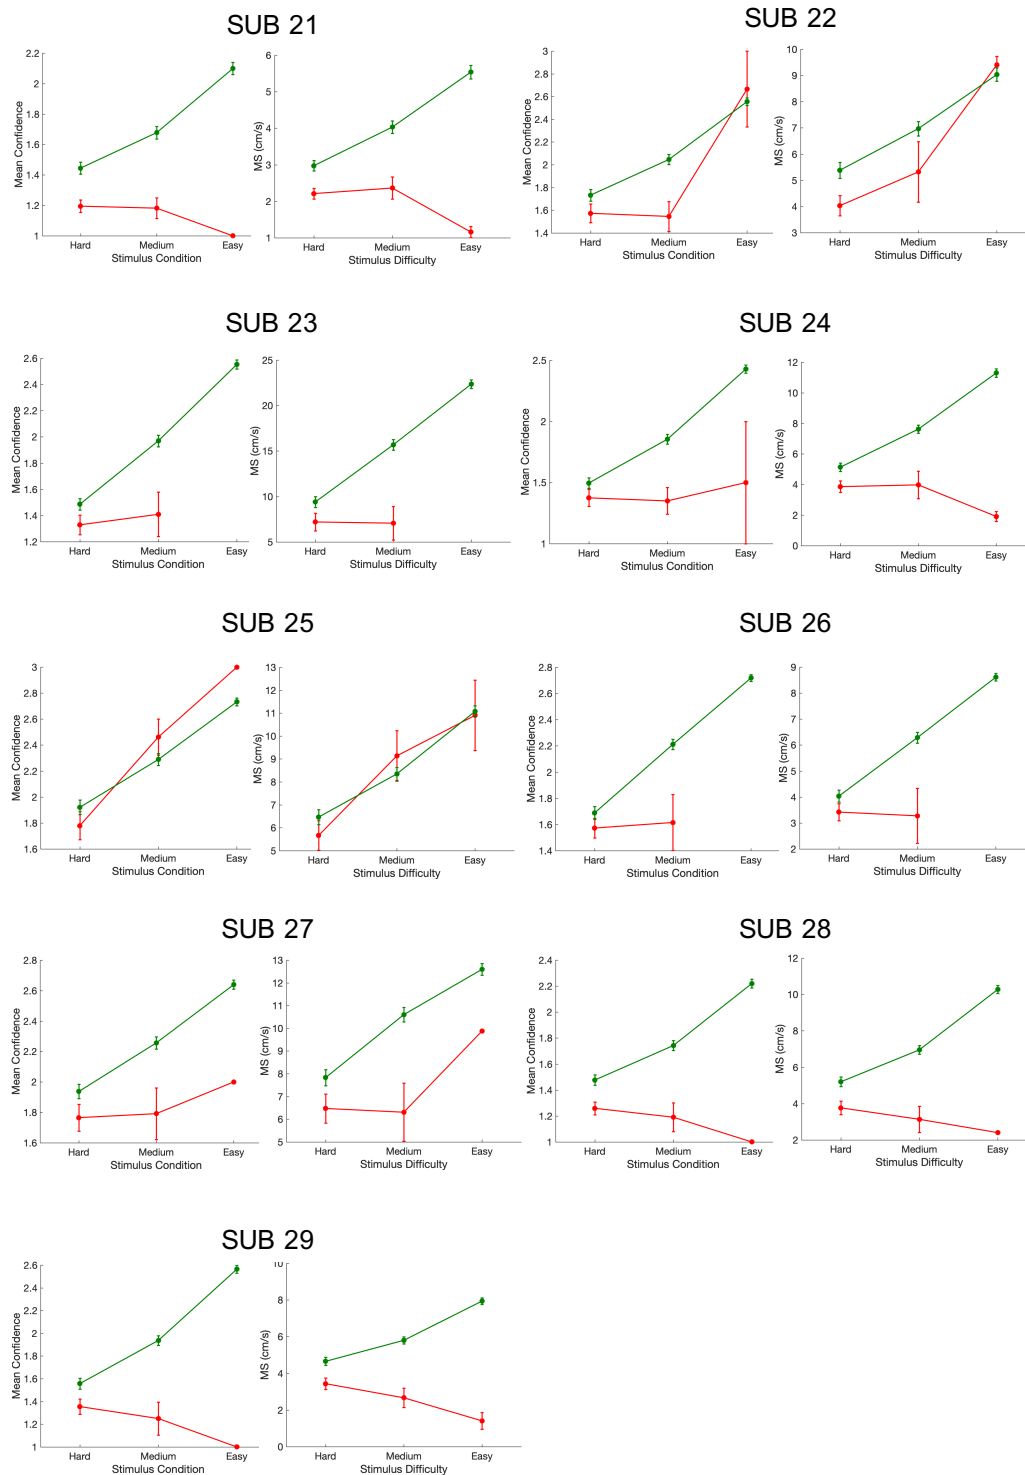 SUB 21
Mean Confidence
2.2
2
1.8
1.6
1.4
1.2
1
Hard Medium Easy
Stimulus Condition
MS (cm/s)
6
5
4
3
2
1
Hard Medium Easy
Stimulus Difficulty
SUB 22
Mean Confidence
3
2.8
2.6
2.4
2.2
2
1.8
1.6
1.4
Hard Medium Easy
Stimulus Condition
MS (cm/s)
10
9
8
7
6
5
4
3
Hard Medium Easy
Stimulus Difficulty
SUB 23
Mean Confidence
2.6
2.4
2.2
2
1.8
1.6
1.4
1.2
Hard Medium Easy
Stimulus Condition
MS (cm/s)
25
20
15
10
5
Hard Medium Easy
Stimulus Difficulty
SUB 24
Mean Confidence
2.5
2
1.5
1
Hard Medium Easy
Stimulus Condition
MS (cm/s)
12
10
8
6
4
2
0
Hard Medium Easy
Stimulus Difficulty
SUB 25
Mean Confidence
3
2.8
2.6
2.4
2.2
2
1.8
1.6
Hard Medium Easy
Stimulus Condition
MS (cm/s)
13
12
11
10
9
8
7
6
5
Hard Medium Easy
Stimulus Difficulty
SUB 26
Mean Confidence
2.8
2.6
2.4
2.2
2
1.8
1.6
1.4
Hard Medium Easy
Stimulus Condition
MS (cm/s)
9
8
7
6
5
4
3
2
Hard Medium Easy
Stimulus Difficulty
SUB 27
Mean Confidence
2.8
2.6
2.4
2.2
2
1.8
1.6
Hard Medium Easy
Stimulus Condition
MS (cm/s)
13
12
11
10
9
8
7
6
5
Hard Medium Easy
Stimulus Difficulty
SUB 28
Mean Confidence
2.4
2.2
2
1.8
1.6
1.4
1.2
1
Hard Medium Easy
Stimulus Condition
MS (cm/s)
12
10
8
6
4
2
Hard Medium Easy
Stimulus Difficulty
SUB 29
Mean Confidence
2.6
2.4
2.2
2
1.8
1.6
1.4
1.2
1
Hard Medium Easy
Stimulus Condition
MS (cm/s)
10
8
6
4
2
0
Hard Medium Easy
Stimulus Difficulty